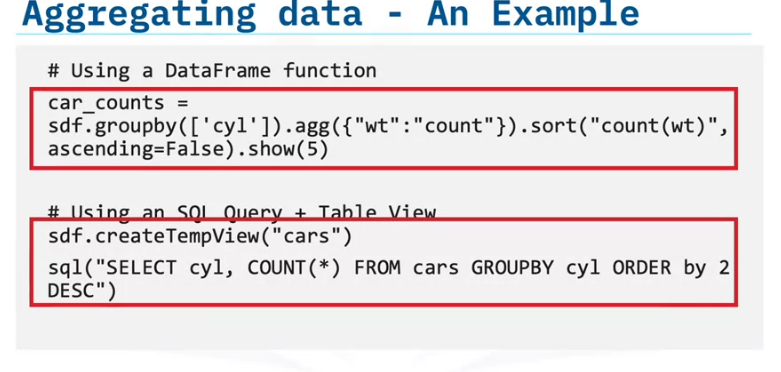 Aggregating data - An Example
# Using a DataFrame function
car_counts =
sdf.groupby(['cyl']).agg({"wt":"count"}).sort("count(wt)",
ascending=False).show(5)
# Using an SQL Query + Table View
sdf.createTempView("cars")
sql("SELECT cyl, COUNT(*) FROM cars GROUPBY cyl ORDER by 2
DESC")